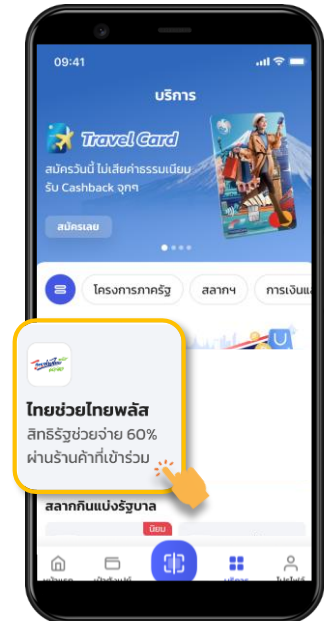 09:41
บริการ
Travel Card
สมัครวันนี้ ไม่เสียค่าธรรมเนียม
รับ Cashback จุกๆ
สมัครเลย
โครงการภาครัฐ
สลากฯ
การเงินแ
ไทยช่วยไทยพลัส
สิทธิรัฐช่วยจ่าย 60%
ผ่านร้านค้าที่เข้าร่วม
สลากกินแบ่งรัฐบาล
นิยม
บริการ